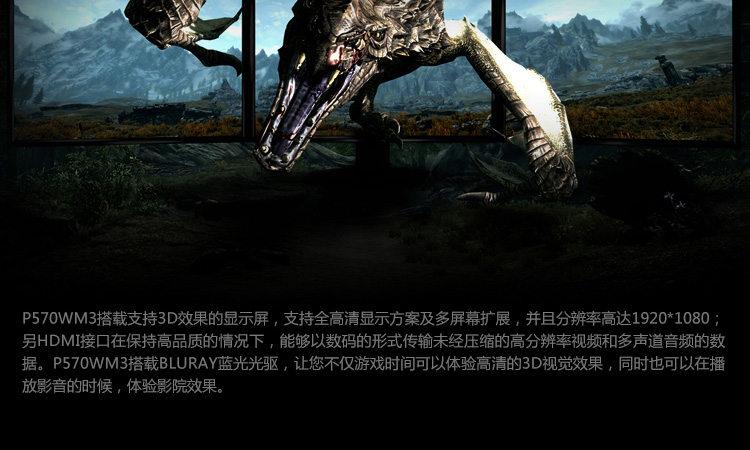 P570WM3搭载支持3D效果的显示屏，支持全高清显示方案及多屏幕扩展，并且分辨率高达1920*1080；
另HDMI接口在保持高品质的情况下，能够以数码的形式传输未经压缩的高分辨率视频和多声道音频的数
据。P570WM3搭载BLURAY蓝光光驱，让您不仅游戏时间可以体验高清的3D视觉效果，同时也可以在播
放影音的时候，体验影院效果。